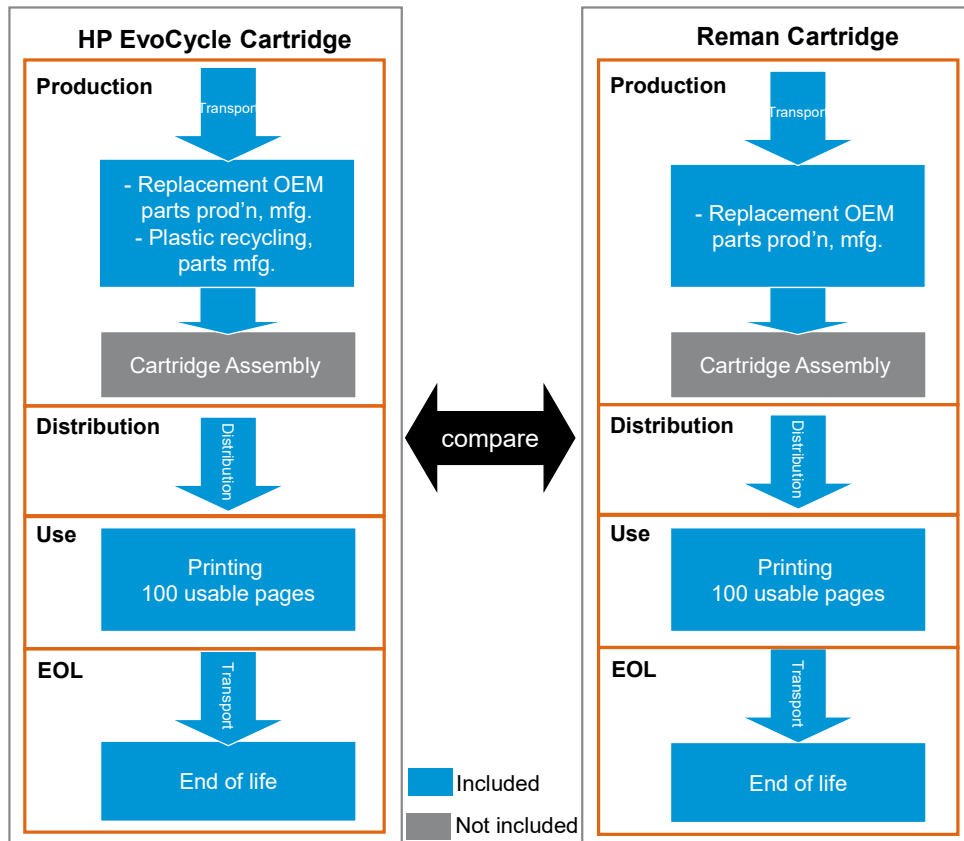 HP EvoCycle Cartridge
Production
Transport
- Replacement OEM
parts prod’n, mfg.
- Plastic recycling,
parts mfg.
Cartridge Assembly
Distribution
Distribution
Use
Printing
100 usable pages
EOL
Transport
End of life
compare
Included
Not included
Reman Cartridge
Production
Transport
- Replacement OEM
parts prod’n, mfg.
Cartridge Assembly
Distribution
Distribution
Use
Printing
100 usable pages
EOL
Transport
End of life